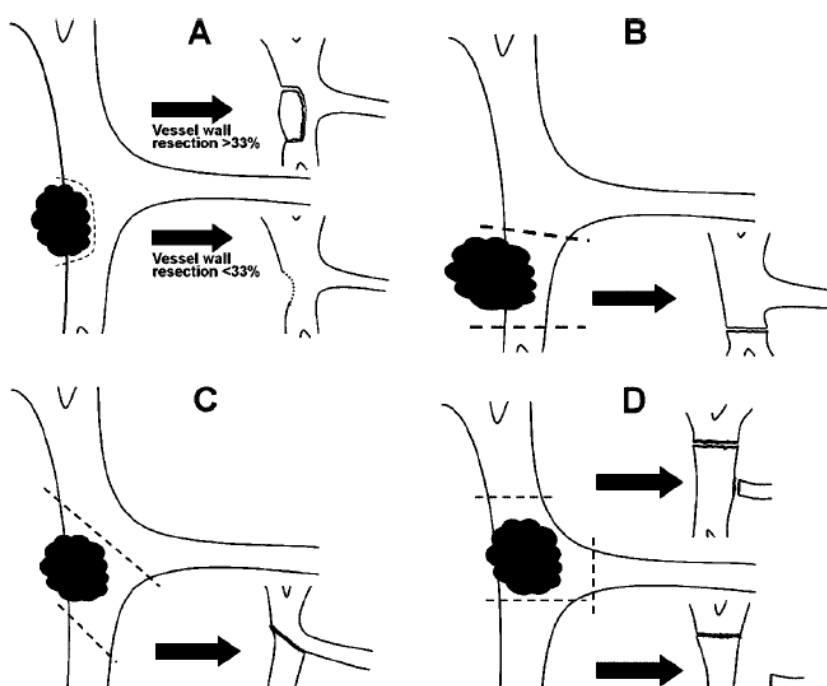 A
Vessel wall
resection >33%
Vessel wall
resection <33%
B
C
D